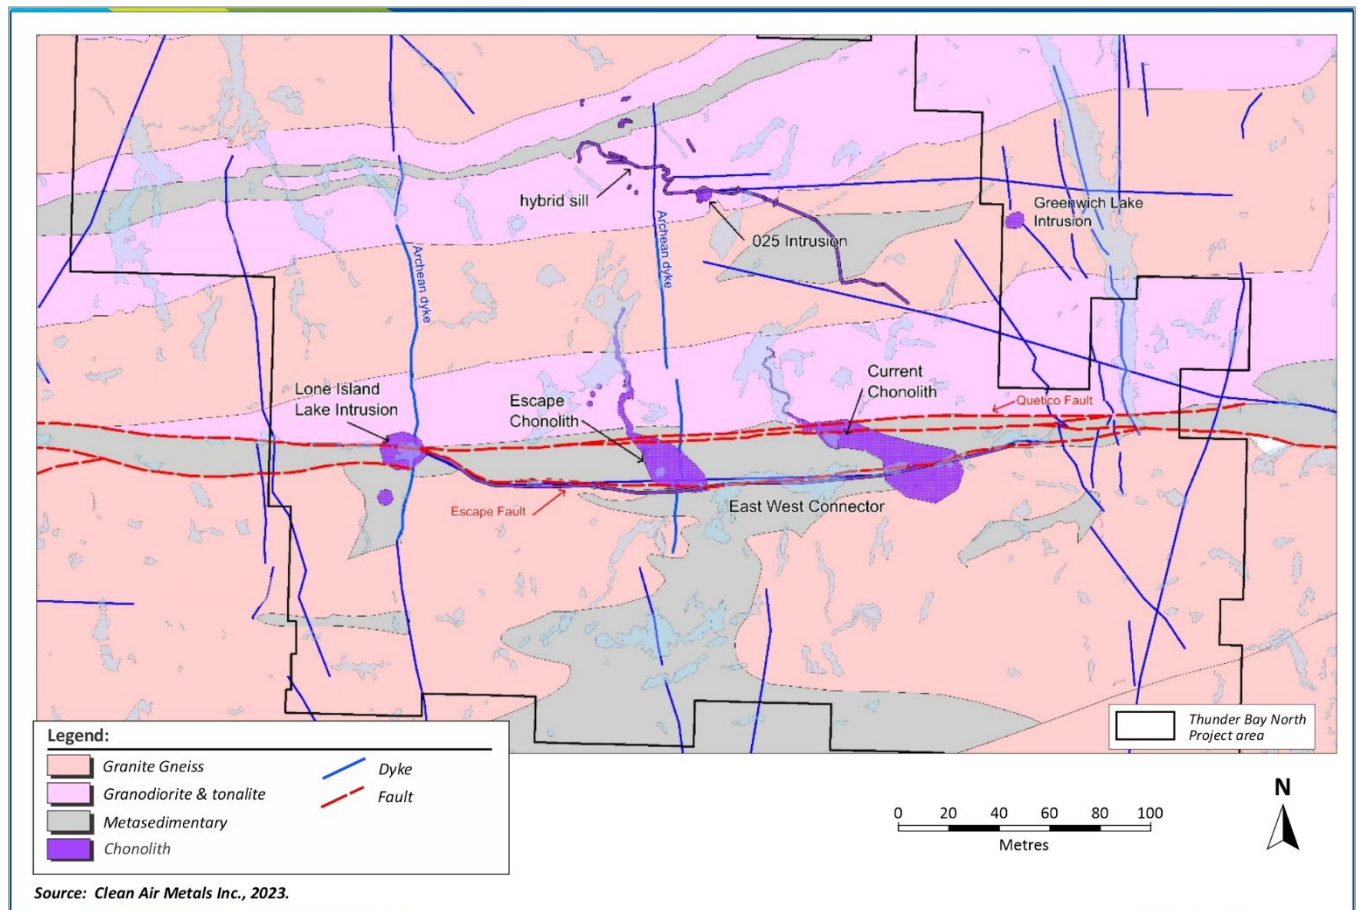 hybrid sill
025 Intrusion
Greenwich Lake
Intrusion
Archean dyke
Archean dyke
Lone Island
Lake Intrusion
Escape
Chonolith
Current
Chonolith
Quetico Fault
Escape Fault
East West Connector
Thunder Bay North
Project area
Legend:
Granite Gneiss
Granodiorite & tonalite
Metasedimentary
Chonolith
Dyke
Fault
N
0 20 40 60 80 100
Metres
Source: Clean Air Metals Inc., 2023.